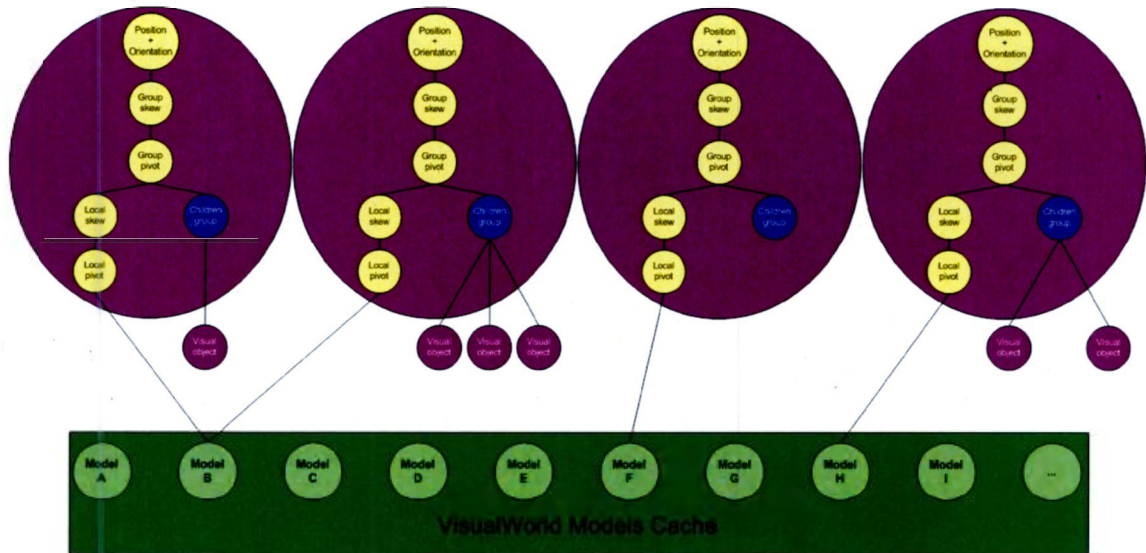 Position
+
Orientation
Group
skew
Group
pivot
Local
skew
Children
group
Local
pivot
Visual
object
Position
+
Orientation
Group
skew
Group
pivot
Local
skew
Children
group
Local
pivot
Visual
object
Visual
object
Visual
object
Position
+
Orientation
Group
skew
Group
pivot
Local
skew
Children
group
Local
pivot
Position
+
Orientation
Group
skew
Group
pivot
Local
skew
Children
group
Local
pivot
Visual
object
Visual
object
Model
A
Model
B
Model
C
Model
D
Model
E
Model
F
Model
G
Model
H
Model
I
...
VisualWorld Models Cache